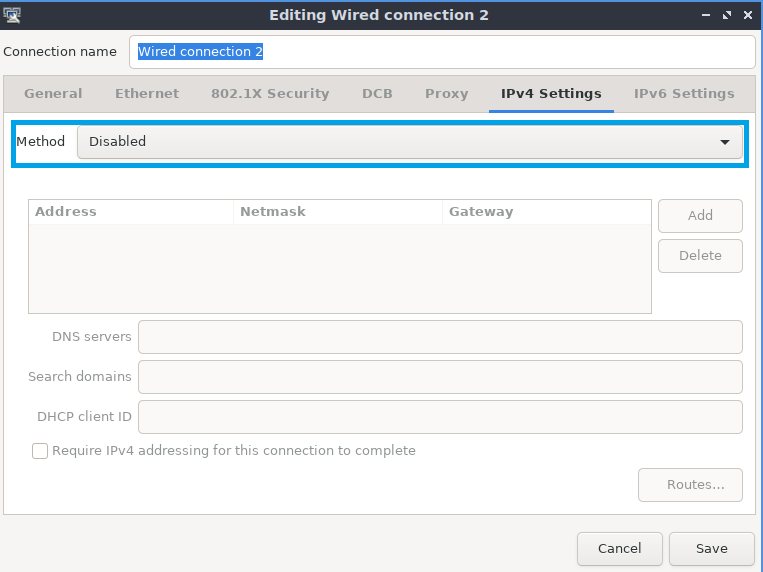 Editing Wired connection 2
Connection name Wired connection 2
General Ethernet 802.1X Security DCB Proxy IPv4 Settings IPv6 Settings
Method Disabled
Address Netmask Gateway Add
Delete
DNS servers
Search domains
DHCP client ID
Require IPv4 addressing for this connection to complete
Routes…
Cancel Save